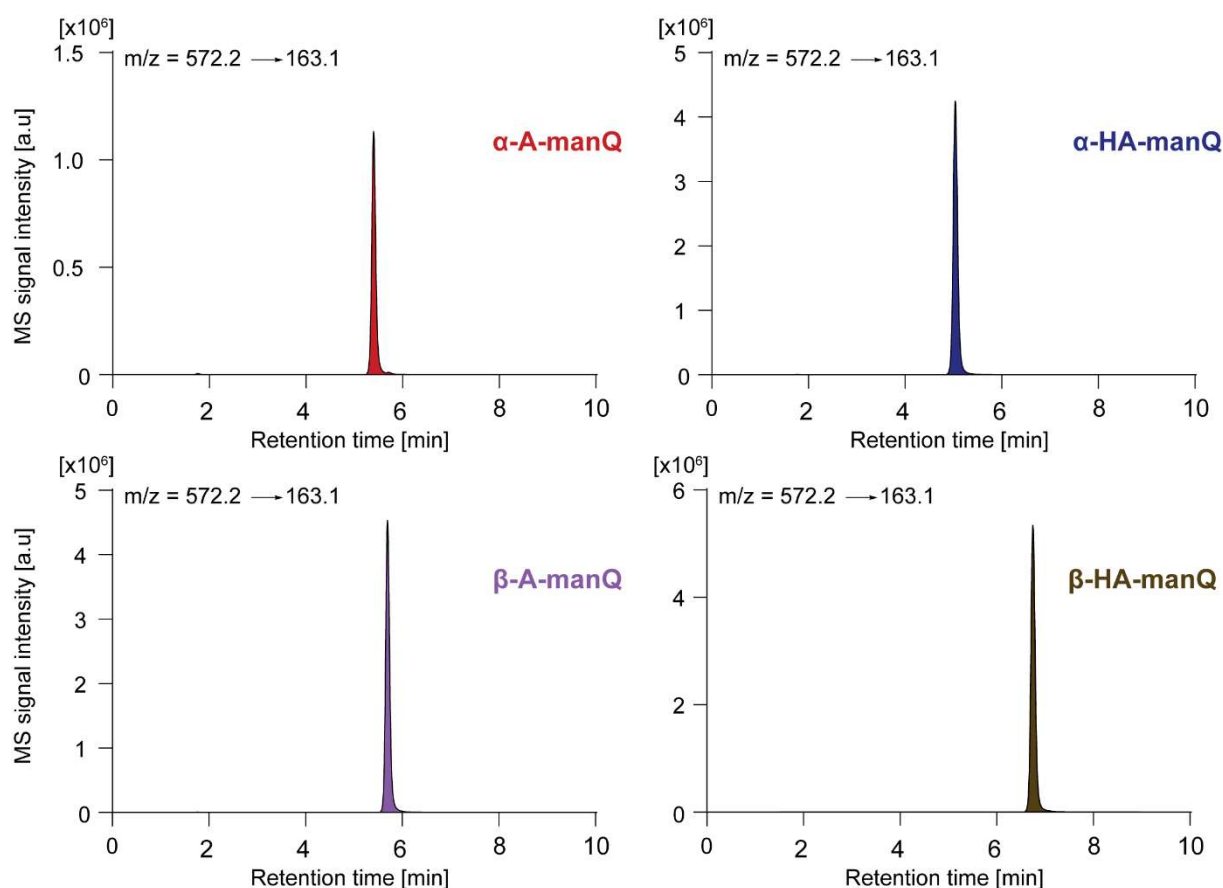 [x10⁶]
1.5
1.0
0.5
0
m/z = 572.2 → 163.1
α-A-manQ
MS signal intensity [a.u]
0 2 4 6 8 10
Retention time [min]
[x10⁶]
5
4
3
2
1
0
m/z = 572.2 → 163.1
α-HA-manQ
0 2 4 6 8 10
Retention time [min]
[x10⁶]
5
4
3
2
1
0
m/z = 572.2 → 163.1
β-A-manQ
MS signal intensity [a.u]
0 2 4 6 8 10
Retention time [min]
[x10⁶]
6
4
2
0
m/z = 572.2 → 163.1
β-HA-manQ
0 2 4 6 8 10
Retention time [min]